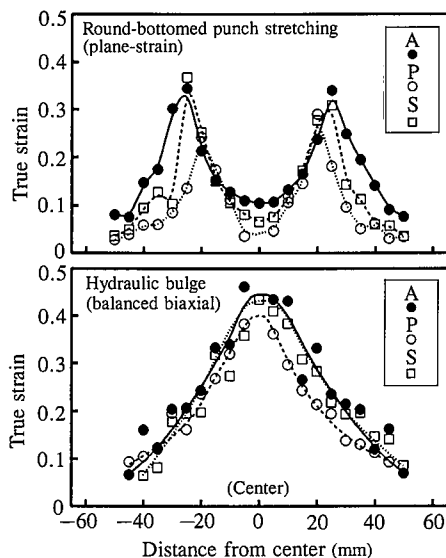 Round-bottomed punch stretching
(plane-strain)
A
P
S
0.4
0.3
0.2
0.1
0
True strain
Hydraulic bulge
(balanced biaxial)
A
P
S
0.5
0.4
0.3
0.2
0.1
0
True strain
(Center)
−60 −40 −20 0 20 40 60
Distance from center (mm)